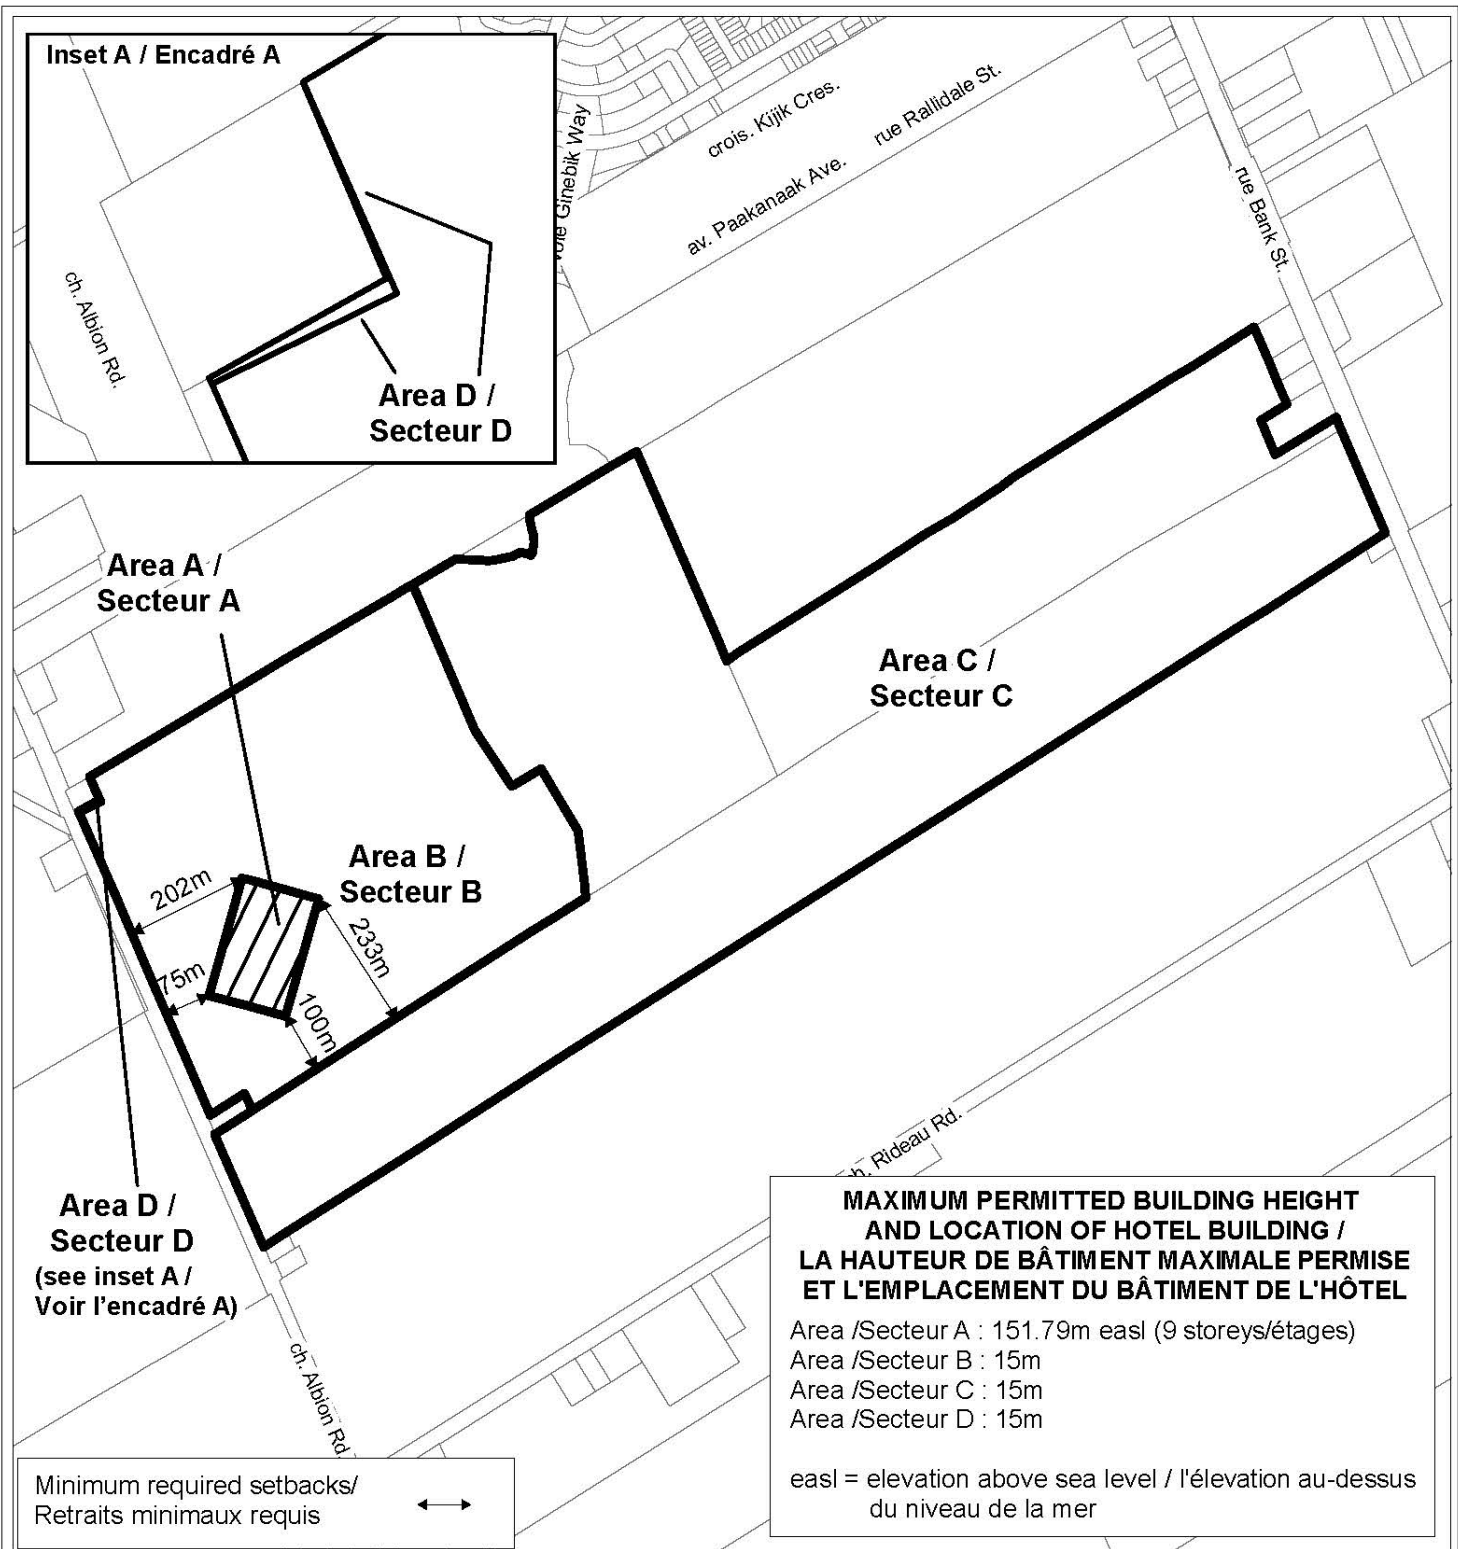 Inset A / Encadré A
ch. Albion Rd.
Area D /
Secteur D
voie Ginebik Way
crois. Kijik Cres.
rue Rallidale St.
av. Paakanaak Ave.
rue Bank St.
Area A /
Secteur A
Area C /
Secteur C
Area B /
Secteur B
202m
75m
233m
100m
Area D /
Secteur D
(see inset A /
Voir l'encadré A)
ch. Albion Rd.
ch. Rideau Rd.
MAXIMUM PERMITTED BUILDING HEIGHT
AND LOCATION OF HOTEL BUILDING /
LA HAUTEUR DE BÂTIMENT MAXIMALE PERMISE
ET L'EMPLACEMENT DU BÂTIMENT DE L'HÔTEL
Area /Secteur A : 151.79m easl (9 storeys/étages)
Area /Secteur B : 15m
Area /Secteur C : 15m
Area /Secteur D : 15m
easl = elevation above sea level / l'élevation au-dessus
du niveau de la mer
Minimum required setbacks/
Retraits minimaux requis